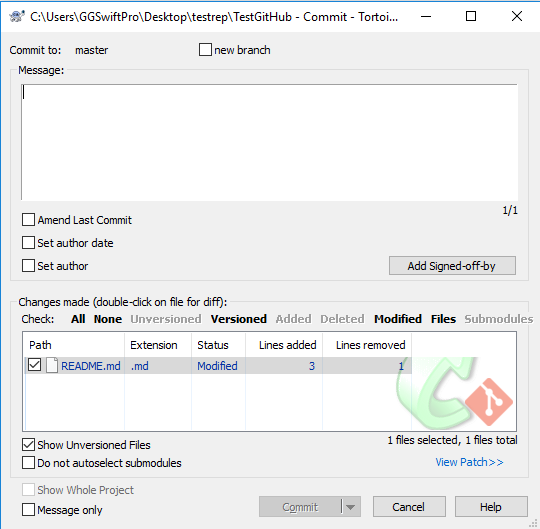 C:\Users\GGSwiftPro\Desktop\testrep\TestGitHub - Commit - Tortoi...
Commit to: master new branch
Message:
1/1
Amend Last Commit
Set author date
Set author Add Signed-off-by
Changes made (double-click on file for diff):
Check: All None Unversioned Versioned Added Deleted Modified Files Submodules
Path Extension Status Lines added Lines removed
README.md .md Modified 3 1
Show Unversioned Files 1 files selected, 1 files total
Do not autoselect submodules View Patch>>
Show Whole Project
Message only Commit Cancel Help